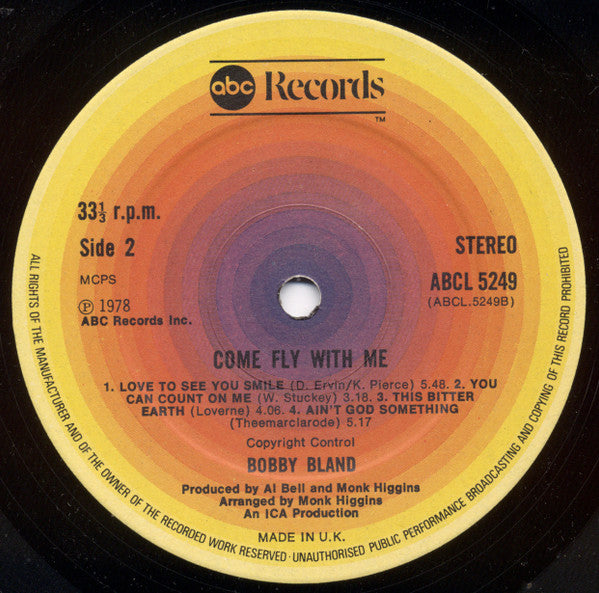 abc Records
TM
33⅓ r.p.m.
Side 2
MCPS
℗ 1978
ABC Records Inc.
STEREO
ABCL 5249
(ABCL.5249B)
COME FLY WITH ME
1. LOVE TO SEE YOU SMILE (D. Ervin/K. Pierce) 5.48. 2. YOU
CAN COUNT ON ME (W. Stuckey) 3.18. 3. THIS BITTER
EARTH (Loverne) 4.06. 4. AIN'T GOD SOMETHING
(Theemarclarode) 5.17
Copyright Control
BOBBY BLAND
Produced by Al Bell and Monk Higgins
Arranged by Monk Higgins
An ICA Production
MADE IN U.K.
ALL RIGHTS OF THE MANUFACTURER AND OF THE OWNER OF THE RECORDED WORK RESERVED · UNAUTHORISED PUBLIC PERFORMANCE BROADCASTING AND COPYING OF THIS RECORD PROHIBITED